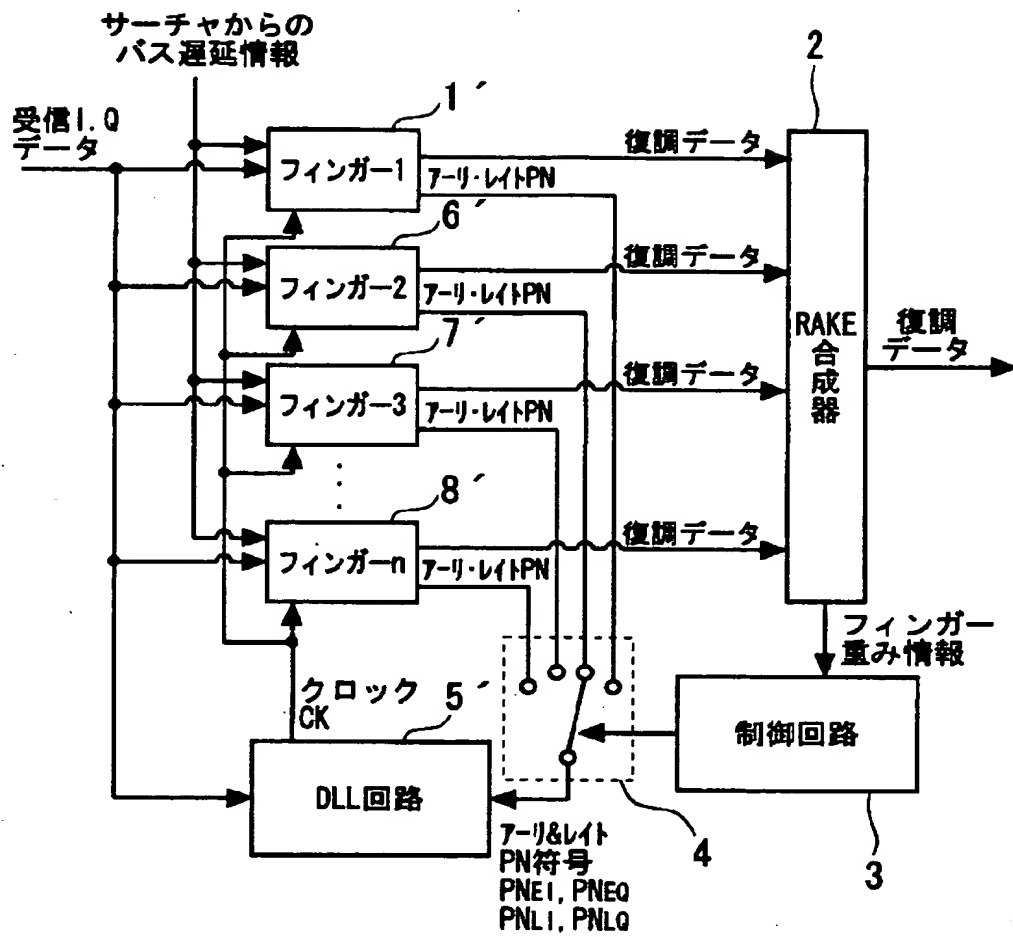 サーチャからの
バス遅延情報
受信I.Q
データ
1´
フィンガー1
復調データ
アーリ・レイトPN
2
6´
フィンガー2
復調データ
アーリ・レイトPN
7´
フィンガー3
復調データ
アーリ・レイトPN
8´
フィンガーn
復調データ
アーリ・レイトPN
RAKE
合
成
器
復調
データ
フィンガー
重み情報
クロック
CK
5´
DLL回路
制御回路
4
3
アーリ&レイト
PN符号
PNEI, PNEQ
PNLI, PNLQ